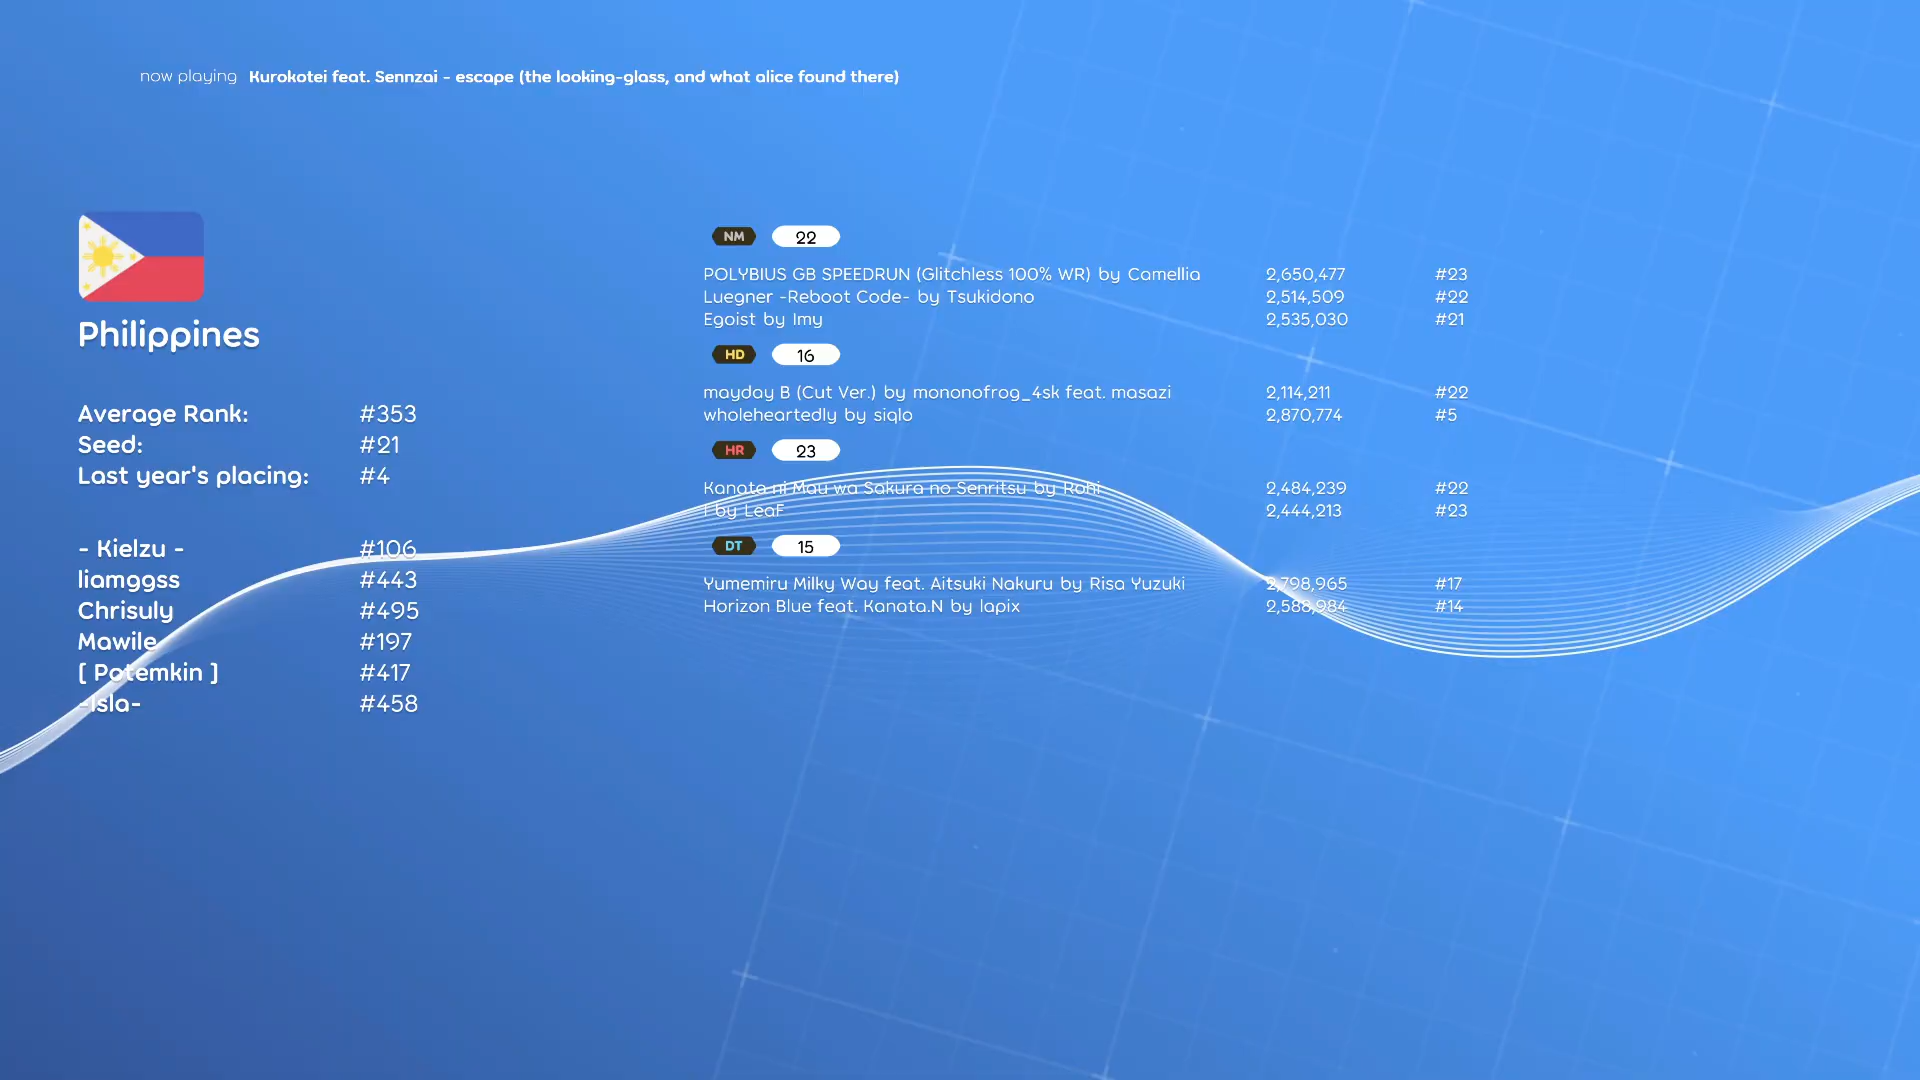 now playing Kurokotei feat. Sennzai - escape (the looking-glass, and what alice found there)
Philippines
Average Rank: #353
Seed: #21
Last year's placing: #4
- Kielzu - #106
liamggss #443
Chrisuly #495
Mawile #197
[ Potemkin ] #417
-Isla- #458
NM 22
POLYBIUS GB SPEEDRUN (Glitchless 100% WR) by Camellia 2,650,477 #23
Luegner -Reboot Code- by Tsukidono 2,514,509 #22
Egoist by Imy 2,535,030 #21
HD 16
mayday B (Cut Ver.) by mononofrog_4sk feat. masazi 2,114,211 #22
wholeheartedly by siqlo 2,870,774 #5
HR 23
Kanata ni Mau wa Sakura no Senritsu by Rohi 2,484,239 #22
I by LeaF 2,444,213 #23
DT 15
Yumemiru Milky Way feat. Aitsuki Nakuru by Risa Yuzuki 2,798,965 #17
Horizon Blue feat. Kanata.N by lapix 2,588,984 #14